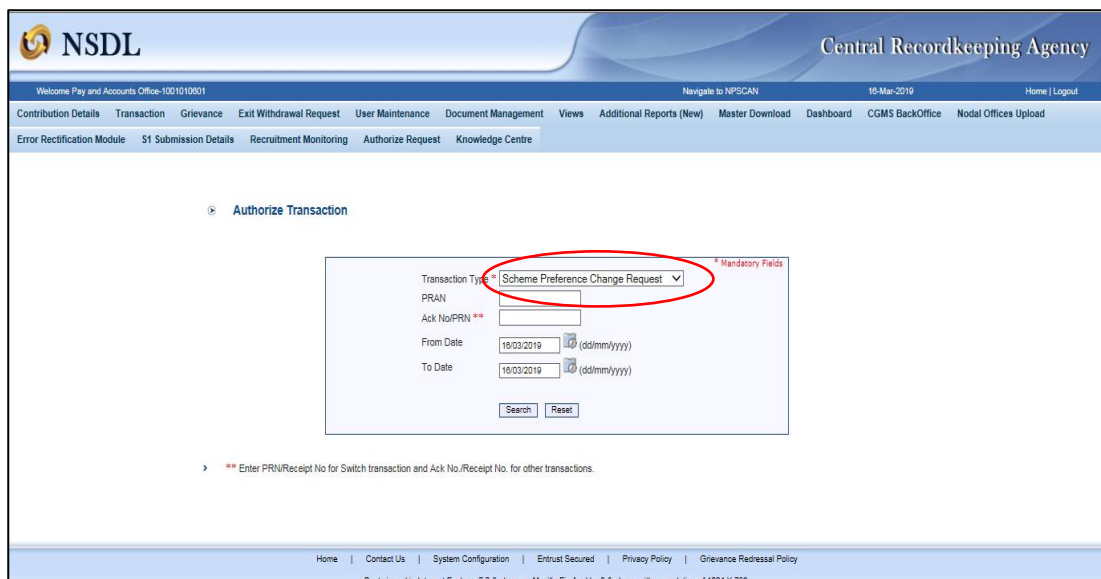 NSDL
Central Recordkeeping Agency
Welcome Pay and Accounts Office-1001010601 Navigate to NPSCAN 16-Mar-2019 Home | Logout
Contribution Details Transaction Grievance Exit Withdrawal Request User Maintenance Document Management Views Additional Reports (New) Master Download Dashboard CGMS BackOffice Nodal Offices Upload
Error Rectification Module S1 Submission Details Recruitment Monitoring Authorize Request Knowledge Centre
Authorize Transaction
* Mandatory Fields
Transaction Type * Scheme Preference Change Request
PRAN
Ack No/PRN **
From Date 16/03/2019 (dd/mm/yyyy)
To Date 16/03/2019 (dd/mm/yyyy)
Search Reset
** Enter PRN/Receipt No for Switch transaction and Ack No./Receipt No. for other transactions.
Home | Contact Us | System Configuration | Entrust Secured | Privacy Policy | Grievance Redressal Policy